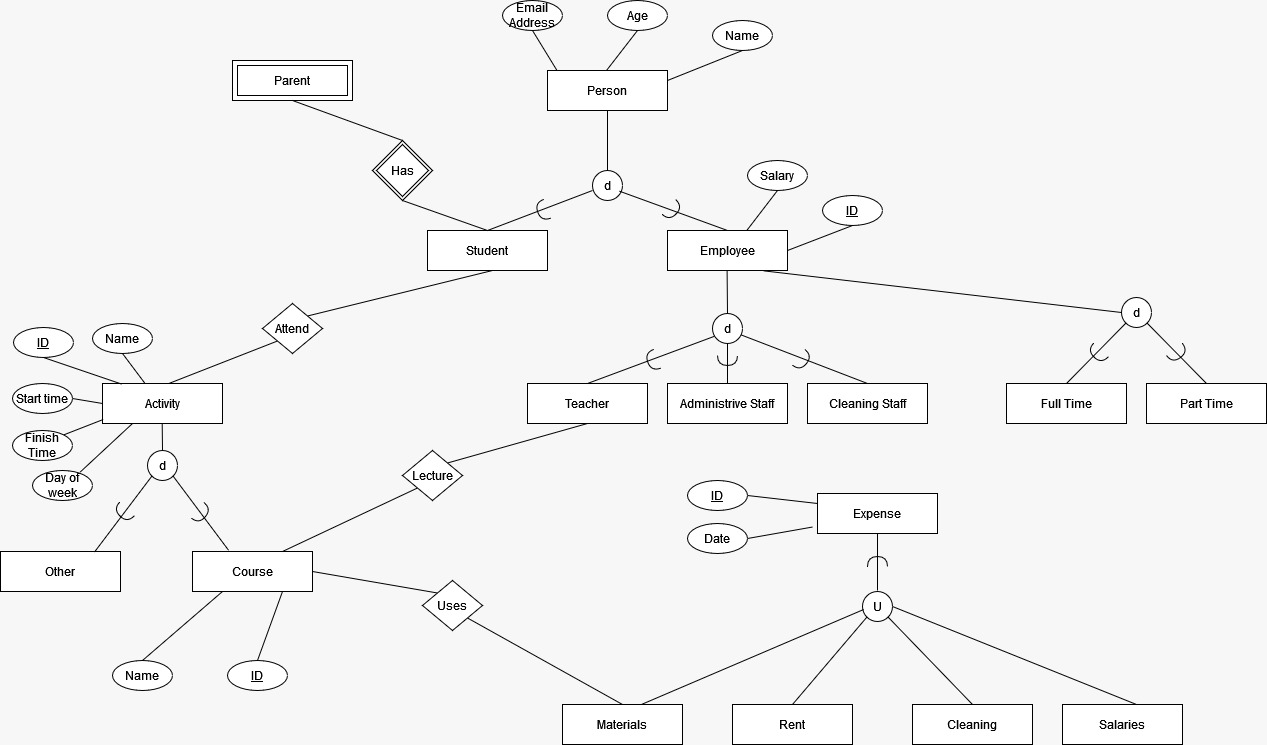 Email
Address
Age
Name
Parent
Person
Has
d
Salary
ID
Student
Employee
Attend
d
d
ID
Name
Start time
Activity
Teacher
Administrive Staff
Cleaning Staff
Full Time
Part Time
Finish
Time
d
Day of
week
Lecture
ID
Expense
Date
Other
Course
Uses
U
Name
ID
Materials
Rent
Cleaning
Salaries